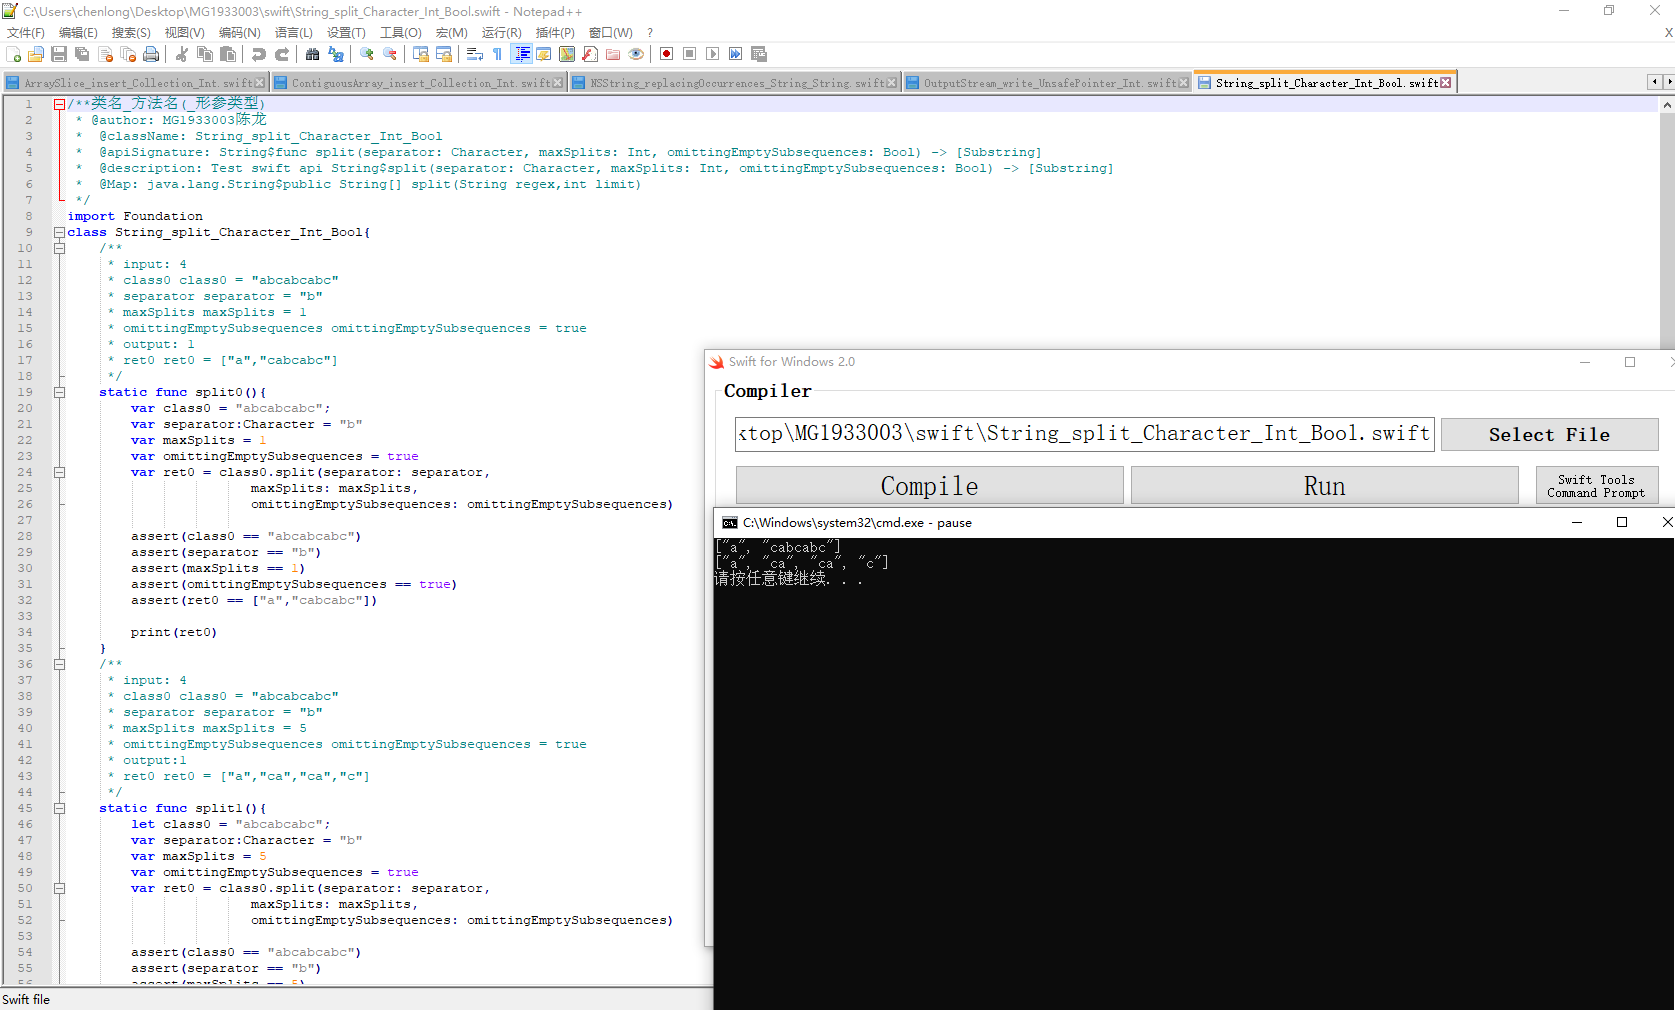 C:\Users\chenlong\Desktop\MG1933003\swift\String_split_Character_Int_Bool.swift - Notepad++
文件(F) 编辑(E) 搜索(S) 视图(V) 编码(N) 语言(L) 设置(T) 工具(O) 宏(M) 运行(R) 插件(P) 窗口(W) ? X
ArraySlice_insert_Collection_Int.swift ContiguousArray_insert_Collection_Int.swift NSString_replacingOccurrences_String_String.swift OutputStream_write_UnsafePointer_Int.swift String_split_Character_Int_Bool.swift
1 /**类名_方法名(_形参类型)
2 * @author: MG1933003陈龙
3 * @className: String_split_Character_Int_Bool
4 * @apiSignature: String$func split(separator: Character, maxSplits: Int, omittingEmptySubsequences: Bool) -> [Substring]
5 * @description: Test swift api String$split(separator: Character, maxSplits: Int, omittingEmptySubsequences: Bool) -> [Substring]
6 * @Map: java.lang.String$public String[] split(String regex,int limit)
7 */
8 import Foundation
9 class String_split_Character_Int_Bool{
10 /**
11 * input: 4
12 * class0 class0 = "abcabcabc"
13 * separator separator = "b"
14 * maxSplits maxSplits = 1
15 * omittingEmptySubsequences omittingEmptySubsequences = true
16 * output: 1
17 * ret0 ret0 = ["a","cabcabc"]
18 */
19 static func split0(){
20 var class0 = "abcabcabc";
21 var separator:Character = "b"
22 var maxSplits = 1
23 var omittingEmptySubsequences = true
24 var ret0 = class0.split(separator: separator,
25 maxSplits: maxSplits,
26 omittingEmptySubsequences: omittingEmptySubsequences)
27
28 assert(class0 == "abcabcabc")
29 assert(separator == "b")
30 assert(maxSplits == 1)
31 assert(omittingEmptySubsequences == true)
32 assert(ret0 == ["a","cabcabc"])
33
34 print(ret0)
35 }
36 /**
37 * input: 4
38 * class0 class0 = "abcabcabc"
39 * separator separator = "b"
40 * maxSplits maxSplits = 5
41 * omittingEmptySubsequences omittingEmptySubsequences = true
42 * output:1
43 * ret0 ret0 = ["a","ca","ca","c"]
44 */
45 static func split1(){
46 let class0 = "abcabcabc";
47 var separator:Character = "b"
48 var maxSplits = 5
49 var omittingEmptySubsequences = true
50 var ret0 = class0.split(separator: separator,
51 maxSplits: maxSplits,
52 omittingEmptySubsequences: omittingEmptySubsequences)
53
54 assert(class0 == "abcabcabc")
55 assert(separator == "b")
56 assert(maxSplits == 5)
Swift file
Swift for Windows 2.0
Compiler
ktop\MG1933003\swift\String_split_Character_Int_Bool.swift
Select File
Compile
Run
Swift Tools
Command Prompt
C:\Windows\system32\cmd.exe - pause
["a", "cabcabc"]
["a", "ca", "ca", "c"]
请按任意键继续. . .